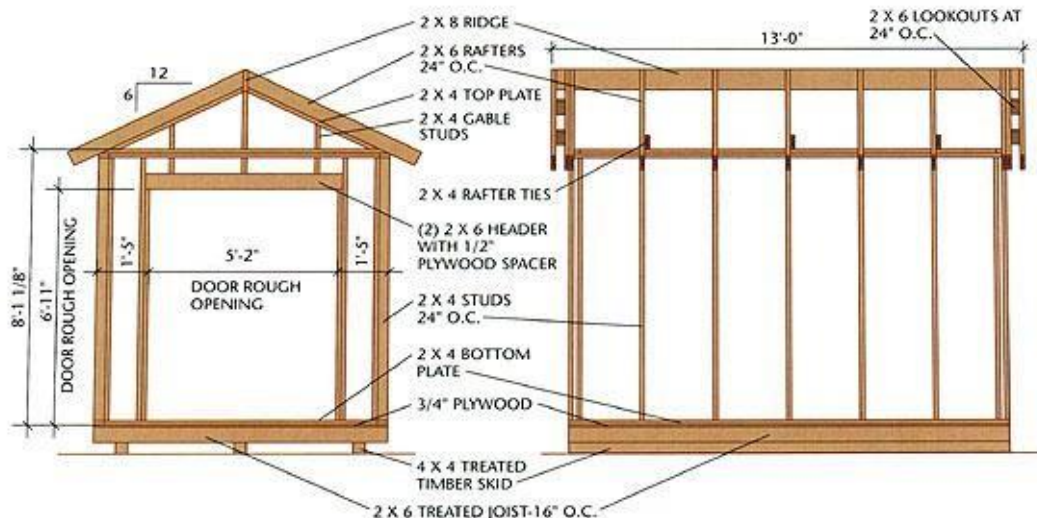 2 X 8 RIDGE
2 X 6 RAFTERS
24" O.C.
2 X 4 TOP PLATE
2 X 4 GABLE
STUDS
2 X 4 RAFTER TIES
(2) 2 X 6 HEADER
WITH 1/2"
PLYWOOD SPACER
2 X 4 STUDS
24" O.C.
2 X 4 BOTTOM
PLATE
3/4" PLYWOOD
4 X 4 TREATED
TIMBER SKID
2 X 6 TREATED JOIST-16" O.C.
12
6
8'-1 1/8"
6'-11"
DOOR ROUGH OPENING
1'-5"
5'-2"
1'-5"
DOOR ROUGH
OPENING
13'-0"
2 X 6 LOOKOUTS AT
24" O.C.